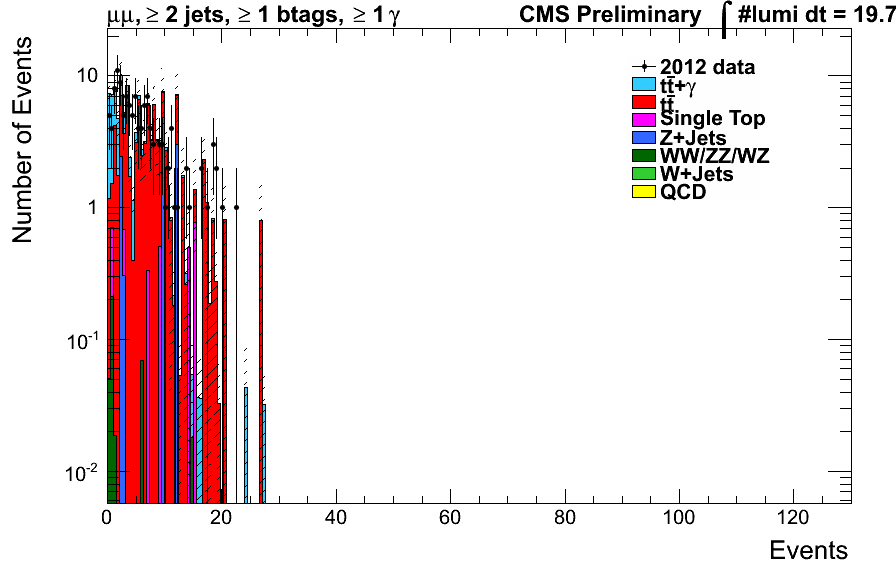 μμ, ≥ 2 jets, ≥ 1 btags, ≥ 1 γ
CMS Preliminary ∫ #lumi dt = 19.7
Number of Events
10
1
10⁻¹
10⁻²
2012 data
tt̄+γ
tt̄
Single Top
Z+Jets
WW/ZZ/WZ
W+Jets
QCD
0 20 40 60 80 100 120
Events